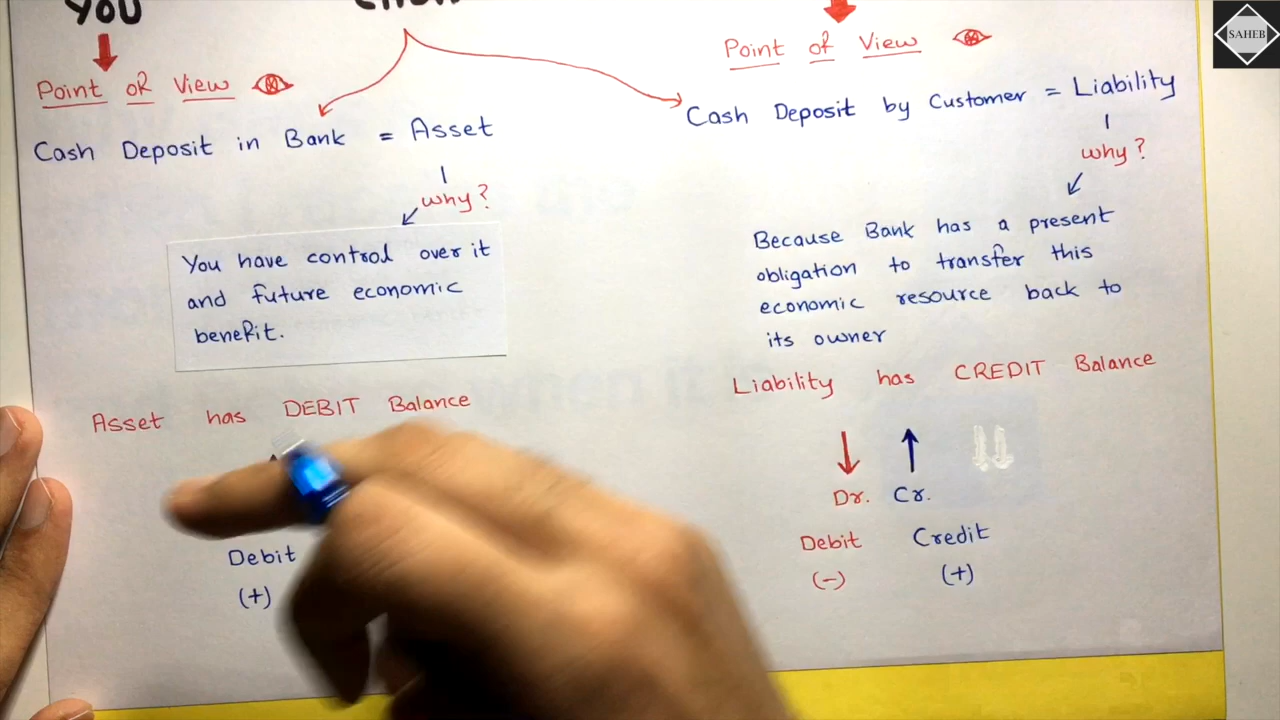 YOU
Point of View
Cash Deposit in Bank = Asset
why?
You have control over it
and future economic
benefit.
Asset has DEBIT Balance
Debit
(+)
Point of View
Cash Deposit by Customer = Liability
why?
Because Bank has a present
obligation to transfer this
economic resource back to
its owner
Liability has CREDIT Balance
Dr. Cr.
Debit Credit
(-) (+)
SAHEB